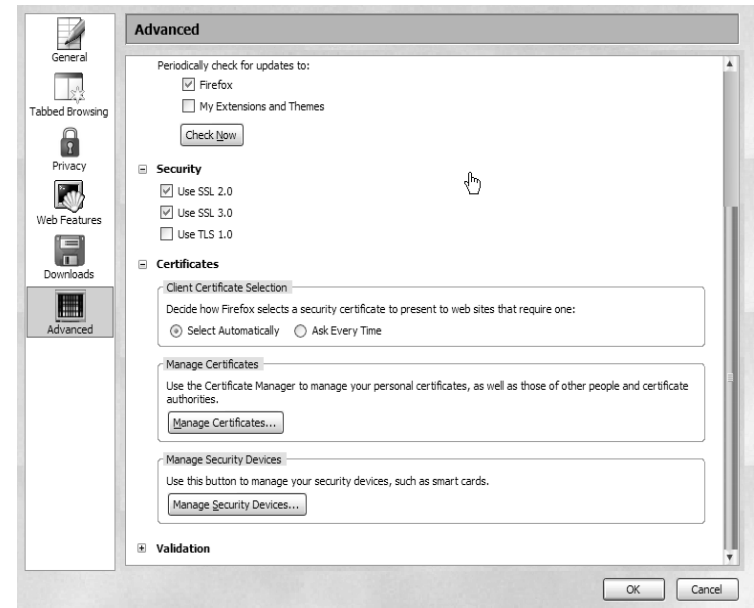 General
Tabbed Browsing
Privacy
Web Features
Downloads
Advanced
Advanced
Periodically check for updates to:
Firefox
My Extensions and Themes
Check Now
Security
Use SSL 2.0
Use SSL 3.0
Use TLS 1.0
Certificates
Client Certificate Selection
Decide how Firefox selects a security certificate to present to web sites that require one:
Select Automatically Ask Every Time
Manage Certificates
Use the Certificate Manager to manage your personal certificates, as well as those of other people and certificate
authorities.
Manage Certificates...
Manage Security Devices
Use this button to manage your security devices, such as smart cards.
Manage Security Devices...
Validation
OK Cancel